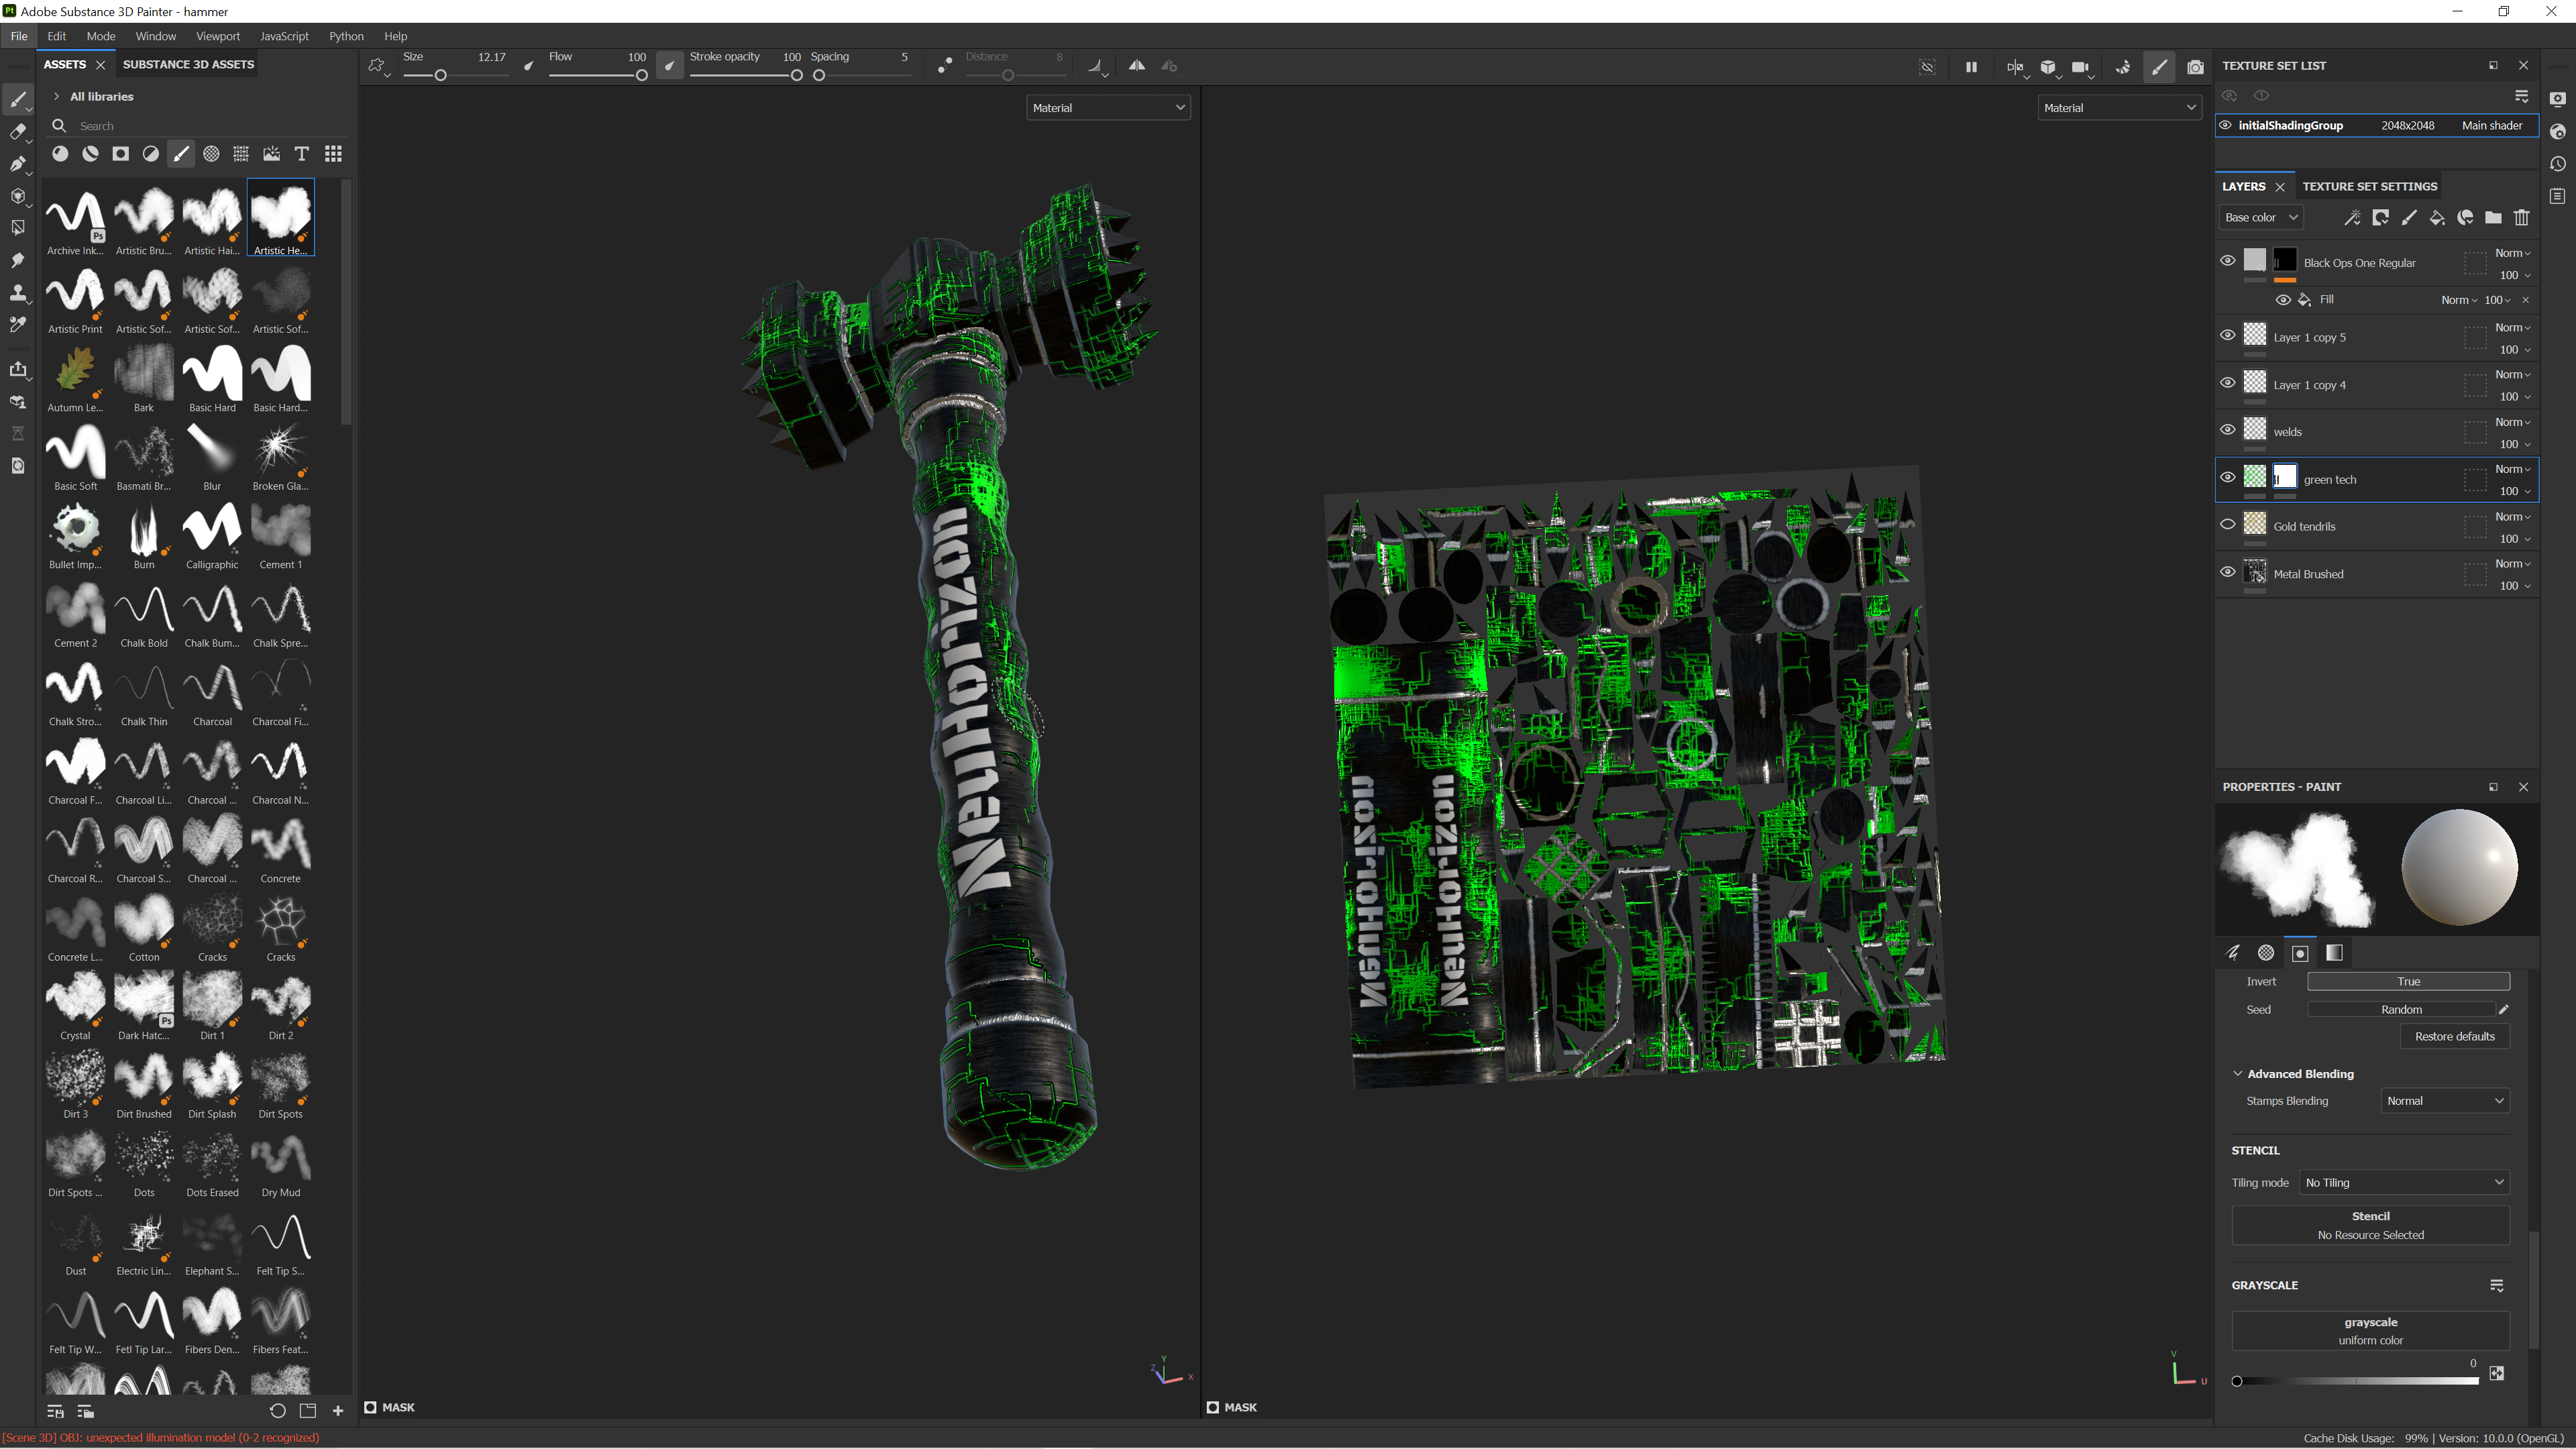 Adobe Substance 3D Painter - hammer
File Edit Mode Window Viewport JavaScript Python Help
ASSETS SUBSTANCE 3D ASSETS
Size 12.17 Flow 100 Stroke opacity 100 Spacing 5 Distance 8
All libraries
Search
Archive Ink... Artistic Bru... Artistic Hai... Artistic He...
Artistic Print Artistic Sof... Artistic Sof... Artistic Sof...
Autumn Le... Bark Basic Hard Basic Hard...
Basic Soft Basmati Br... Blur Broken Gla...
Bullet Imp... Burn Calligraphic Cement 1
Cement 2 Chalk Bold Chalk Bum... Chalk Spre...
Chalk Stro... Chalk Thin Charcoal Charcoal Fi...
Charcoal F... Charcoal Li... Charcoal ... Charcoal N...
Charcoal R... Charcoal S... Charcoal ... Concrete
Concrete L... Cotton Cracks Cracks
Crystal Dark Hatc... Dirt 1 Dirt 2
Dirt 3 Dirt Brushed Dirt Splash Dirt Spots
Dirt Spots ... Dots Dots Erased Dry Mud
Dust Electric Lin... Elephant S... Felt Tip S...
Felt Tip W... Fetl Tip Lar... Fibers Den... Fibers Feat...
Material
MASK
Material
MASK
TEXTURE SET LIST
initialShadingGroup 2048x2048 Main shader
LAYERS TEXTURE SET SETTINGS
Base color
Black Ops One Regular Norm 100
Fill Norm 100
Layer 1 copy 5 Norm 100
Layer 1 copy 4 Norm 100
welds Norm 100
green tech Norm 100
Gold tendrils Norm 100
Metal Brushed Norm 100
PROPERTIES - PAINT
Invert True
Seed Random
Restore defaults
Advanced Blending
Stamps Blending Normal
STENCIL
Tiling mode No Tiling
Stencil
No Resource Selected
GRAYSCALE
grayscale
uniform color
0
[Scene 3D] OBJ: unexpected illumination model (0-2 recognized)
Cache Disk Usage: 99% | Version: 10.0.0 (OpenGL)